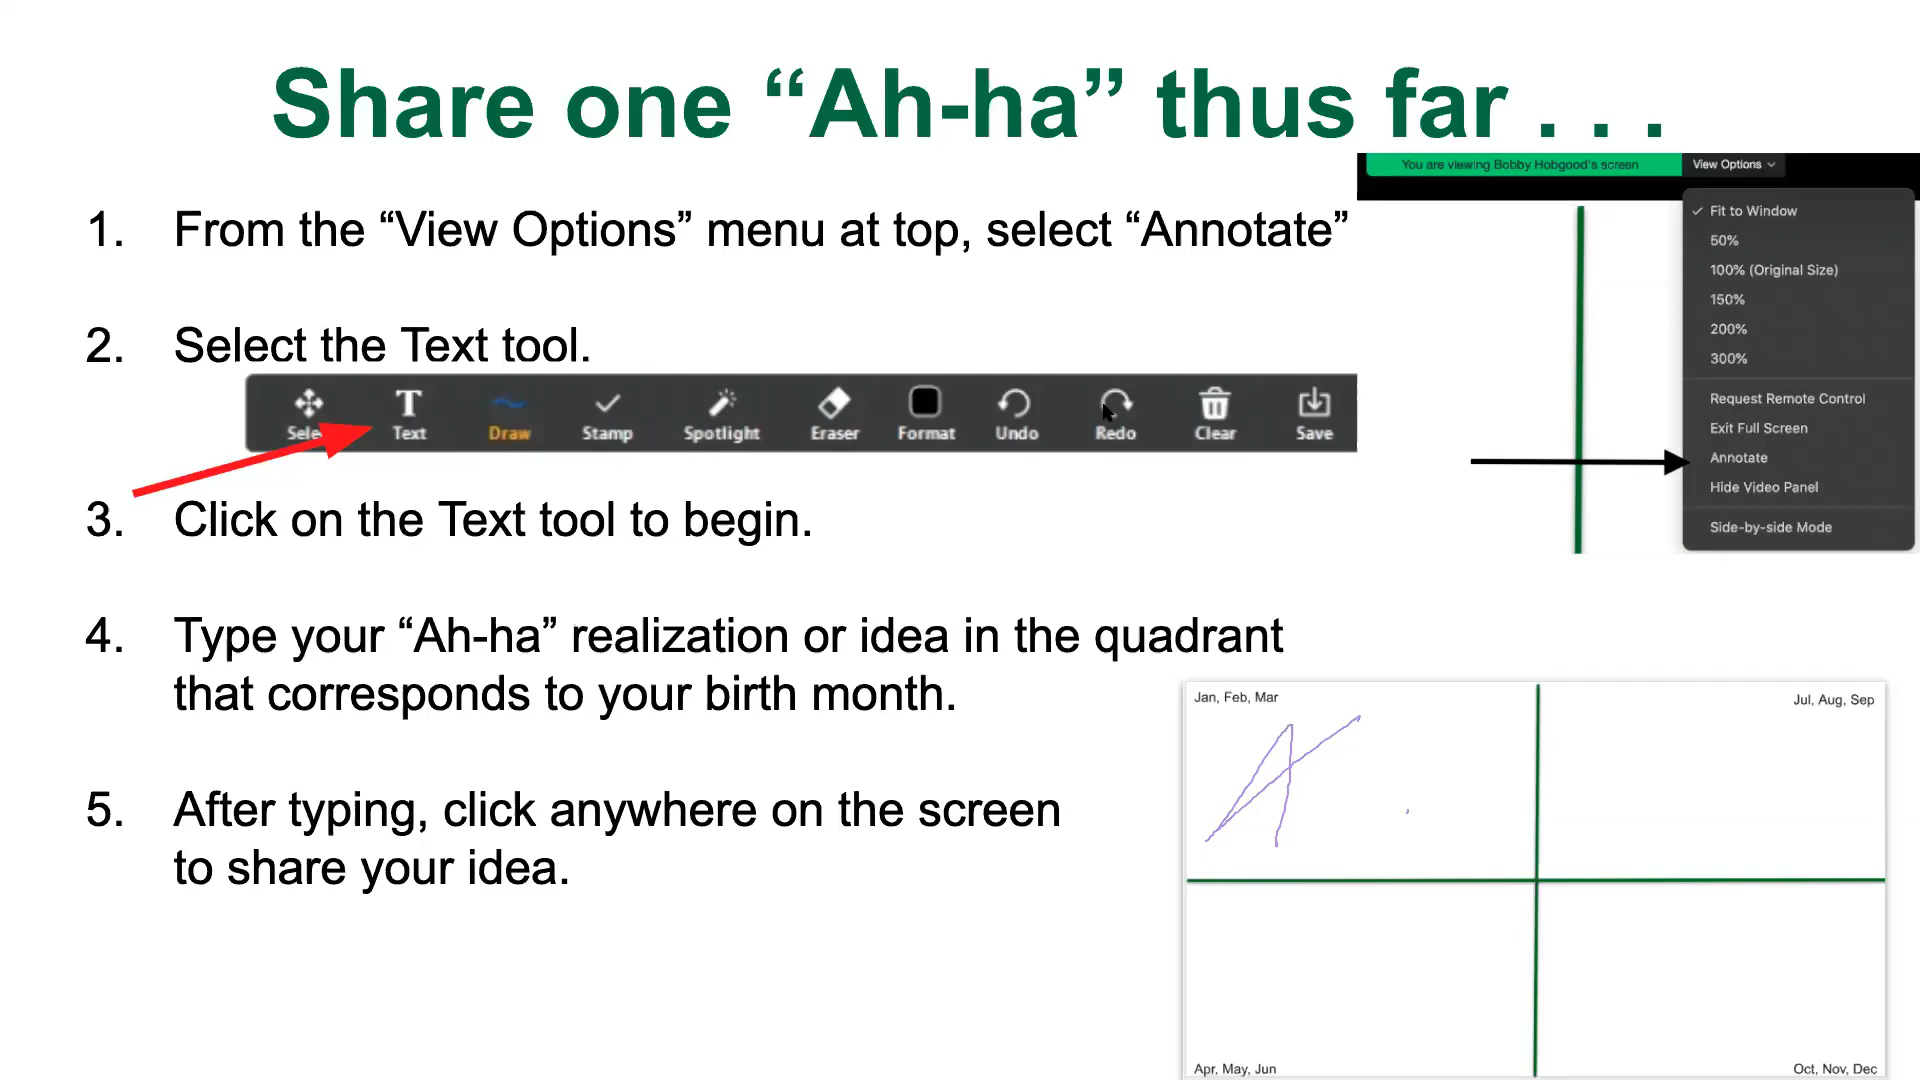 Share one “Ah-ha” thus far . . .
You are viewing Bobby Hobgood's screen
View Options
1. From the “View Options” menu at top, select “Annotate”
Fit to Window
50%
100% (Original Size)
150%
200%
300%
Request Remote Control
Exit Full Screen
Annotate
Hide Video Panel
Side-by-side Mode
2. Select the Text tool.
Select Text Draw Stamp Spotlight Eraser Format Undo Redo Clear Save
3. Click on the Text tool to begin.
4. Type your “Ah-ha” realization or idea in the quadrant
that corresponds to your birth month.
5. After typing, click anywhere on the screen
to share your idea.
Jan, Feb, Mar
Jul, Aug, Sep
Apr, May, Jun
Oct, Nov, Dec